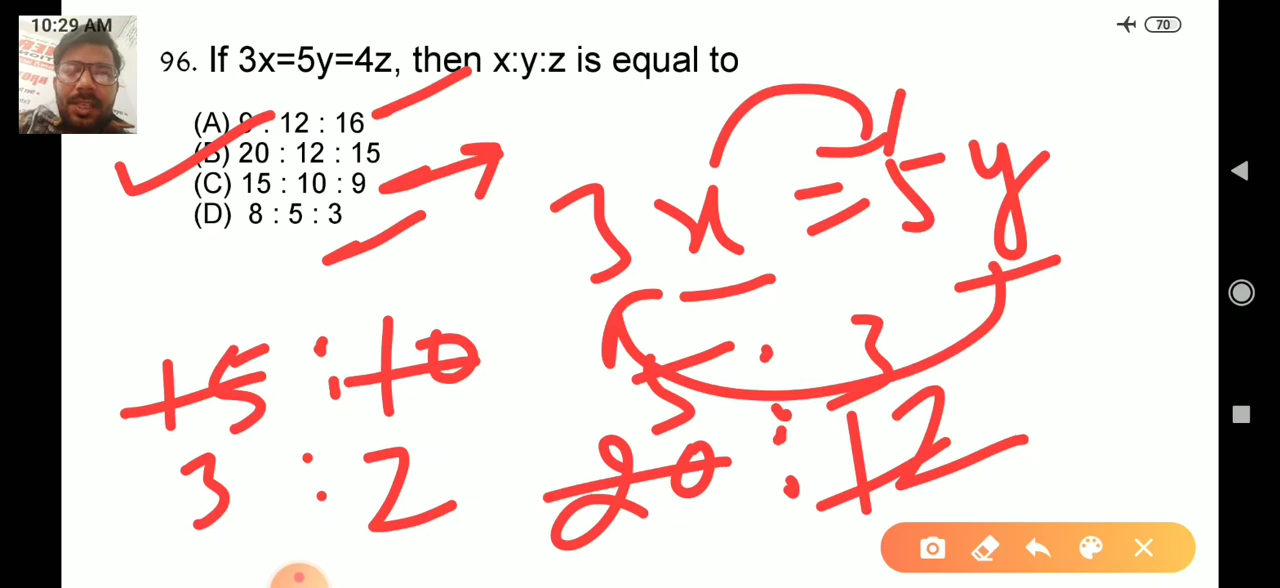 10:29 AM
70
96. If 3x=5y=4z, then x:y:z is equal to
(A) 9 : 12 : 16
(B) 20 : 12 : 15
(C) 15 : 10 : 9
(D) 8 : 5 : 3
3x = 5y
5 : 3
15 : 10
20 : 12
3 : 2